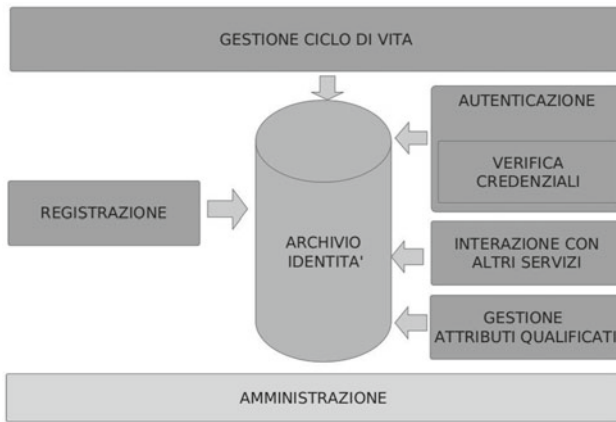 GESTIONE CICLO DI VITA
AUTENTICAZIONE
VERIFICA
CREDENZIALI
REGISTRAZIONE
ARCHIVIO
IDENTITA'
INTERAZIONE CON
ALTRI SERVIZI
GESTIONE
ATTRIBUTI QUALIFICATI
AMMINISTRAZIONE